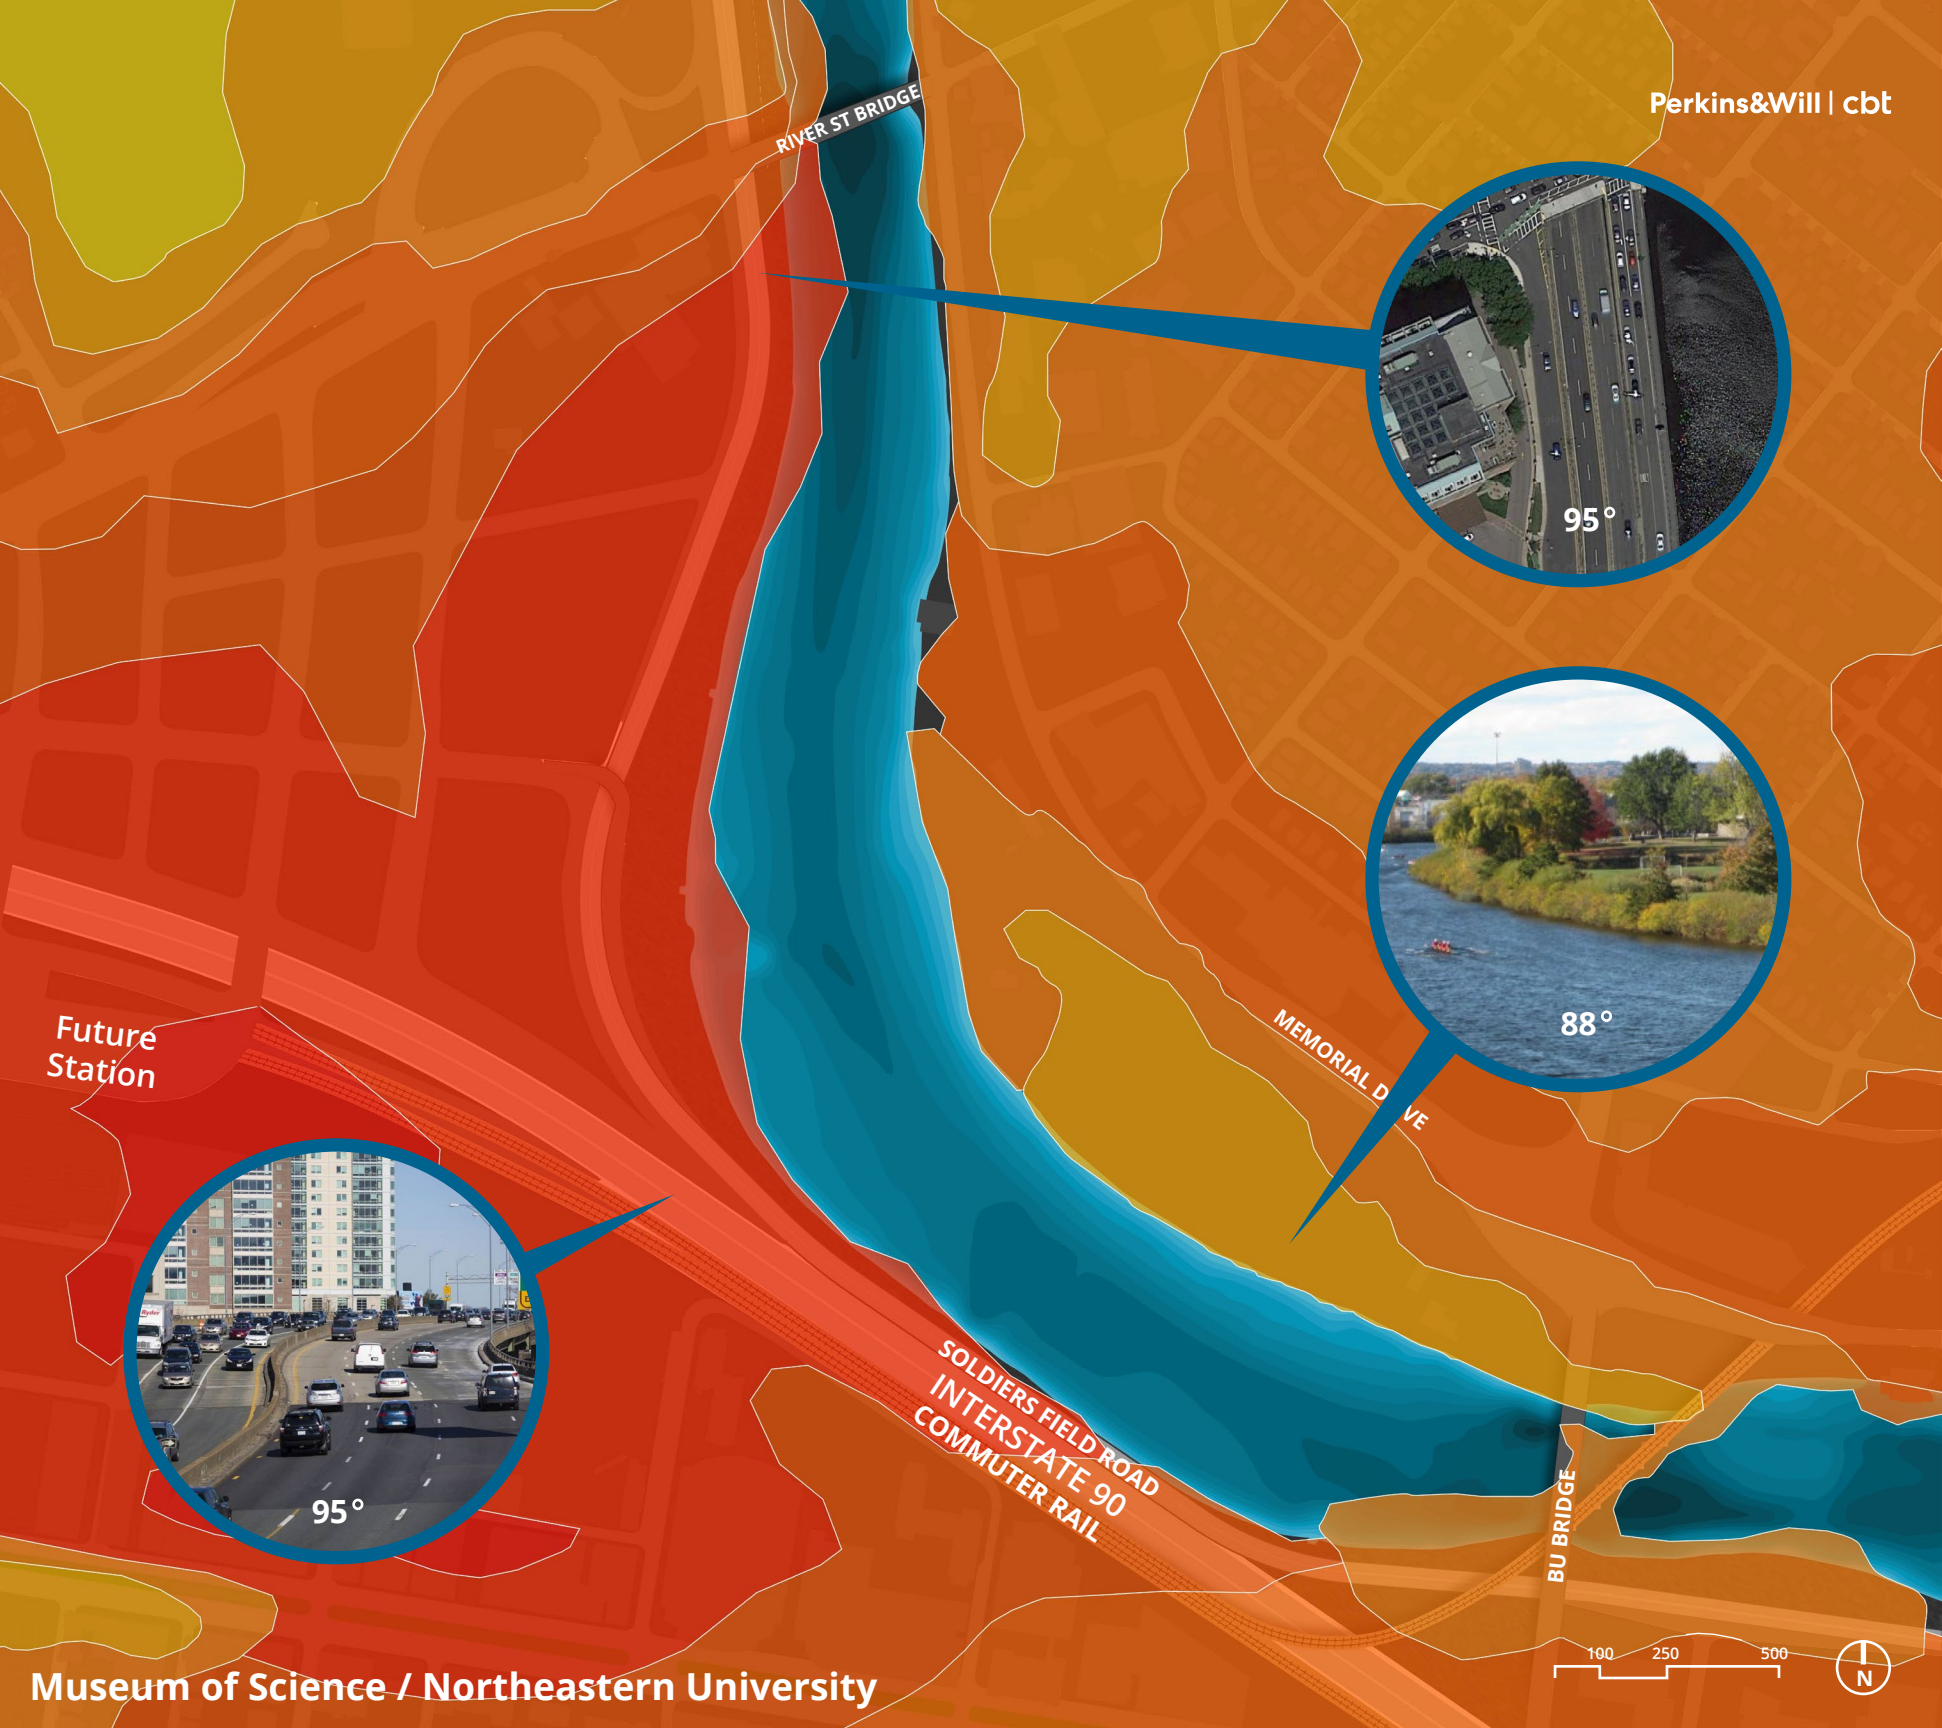 RIVER ST BRIDGE
Perkins&Will | cbt
95°
88°
MEMORIAL D VE
Future
Station
Ryder
95°
SOLDIERS FIELD ROAD
INTERSTATE 90
COMMUTER RAIL
BU BRIDGE
100 250 500
N
Museum of Science / Northeastern University